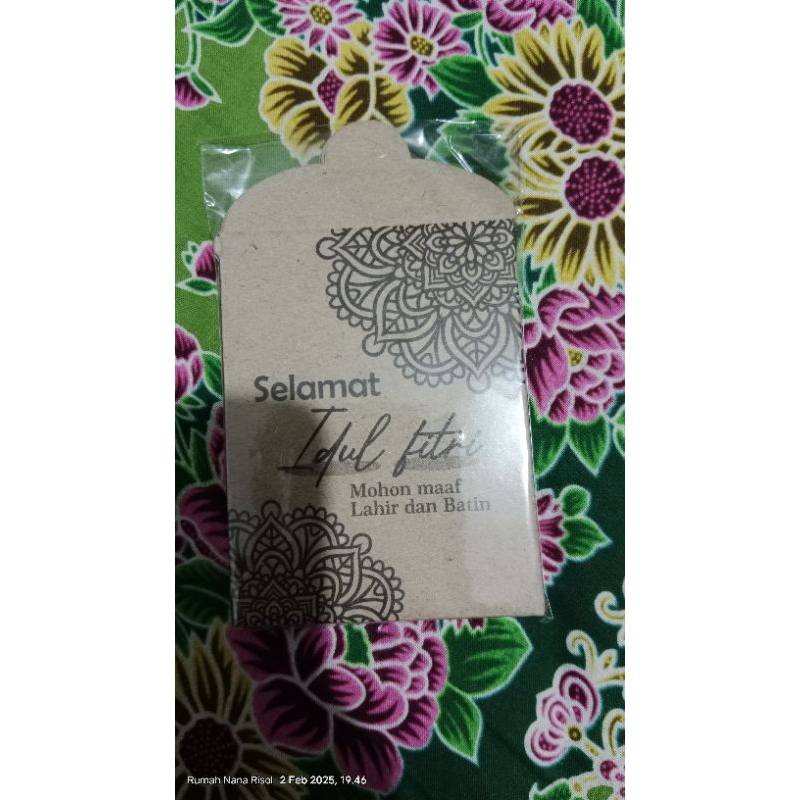 Selamat
Idul fitri
Mohon maaf
Lahir dan Batin
Rumah Nana Risol 2 Feb 2025, 19.46